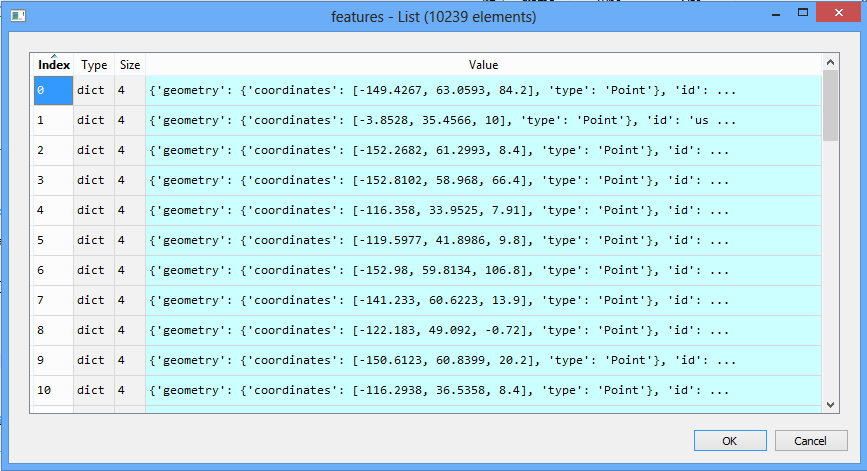 features - List (10239 elements)
Index Type Size Value
0 dict 4 {'geometry': {'coordinates': [-149.4267, 63.0593, 84.2], 'type': 'Point'}, 'id': ...
1 dict 4 {'geometry': {'coordinates': [-3.8528, 35.4566, 10], 'type': 'Point'}, 'id': 'us ...
2 dict 4 {'geometry': {'coordinates': [-152.2682, 61.2993, 8.4], 'type': 'Point'}, 'id': ...
3 dict 4 {'geometry': {'coordinates': [-152.8102, 58.968, 66.4], 'type': 'Point'}, 'id': ...
4 dict 4 {'geometry': {'coordinates': [-116.358, 33.9525, 7.91], 'type': 'Point'}, 'id': ...
5 dict 4 {'geometry': {'coordinates': [-119.5977, 41.8986, 9.8], 'type': 'Point'}, 'id': ...
6 dict 4 {'geometry': {'coordinates': [-152.98, 59.8134, 106.8], 'type': 'Point'}, 'id': ...
7 dict 4 {'geometry': {'coordinates': [-141.233, 60.6223, 13.9], 'type': 'Point'}, 'id': ...
8 dict 4 {'geometry': {'coordinates': [-122.183, 49.092, -0.72], 'type': 'Point'}, 'id': ...
9 dict 4 {'geometry': {'coordinates': [-150.6123, 60.8399, 20.2], 'type': 'Point'}, 'id': ...
10 dict 4 {'geometry': {'coordinates': [-116.2938, 36.5358, 8.4], 'type': 'Point'}, 'id': ...
OK Cancel